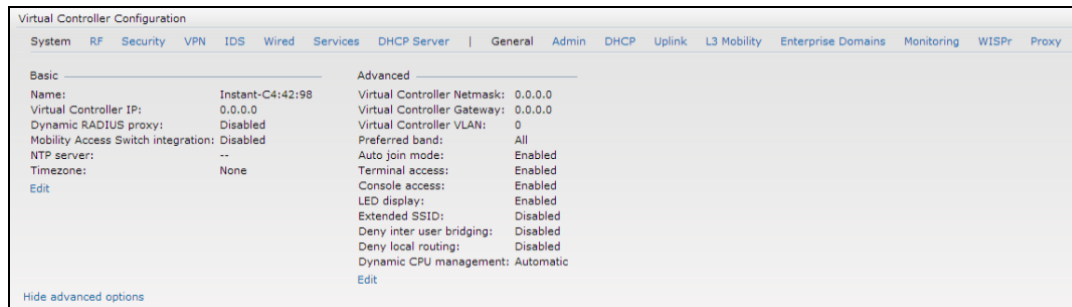 Virtual Controller Configuration
System RF Security VPN IDS Wired Services DHCP Server | General Admin DHCP Uplink L3 Mobility Enterprise Domains Monitoring WISPr Proxy
Basic
Name: Instant-C4:42:98
Virtual Controller IP: 0.0.0.0
Dynamic RADIUS proxy: Disabled
Mobility Access Switch integration: Disabled
NTP server: --
Timezone: None
Edit
Advanced
Virtual Controller Netmask: 0.0.0.0
Virtual Controller Gateway: 0.0.0.0
Virtual Controller VLAN: 0
Preferred band: All
Auto join mode: Enabled
Terminal access: Enabled
Console access: Enabled
LED display: Enabled
Extended SSID: Disabled
Deny inter user bridging: Disabled
Deny local routing: Disabled
Dynamic CPU management: Automatic
Edit
Hide advanced options